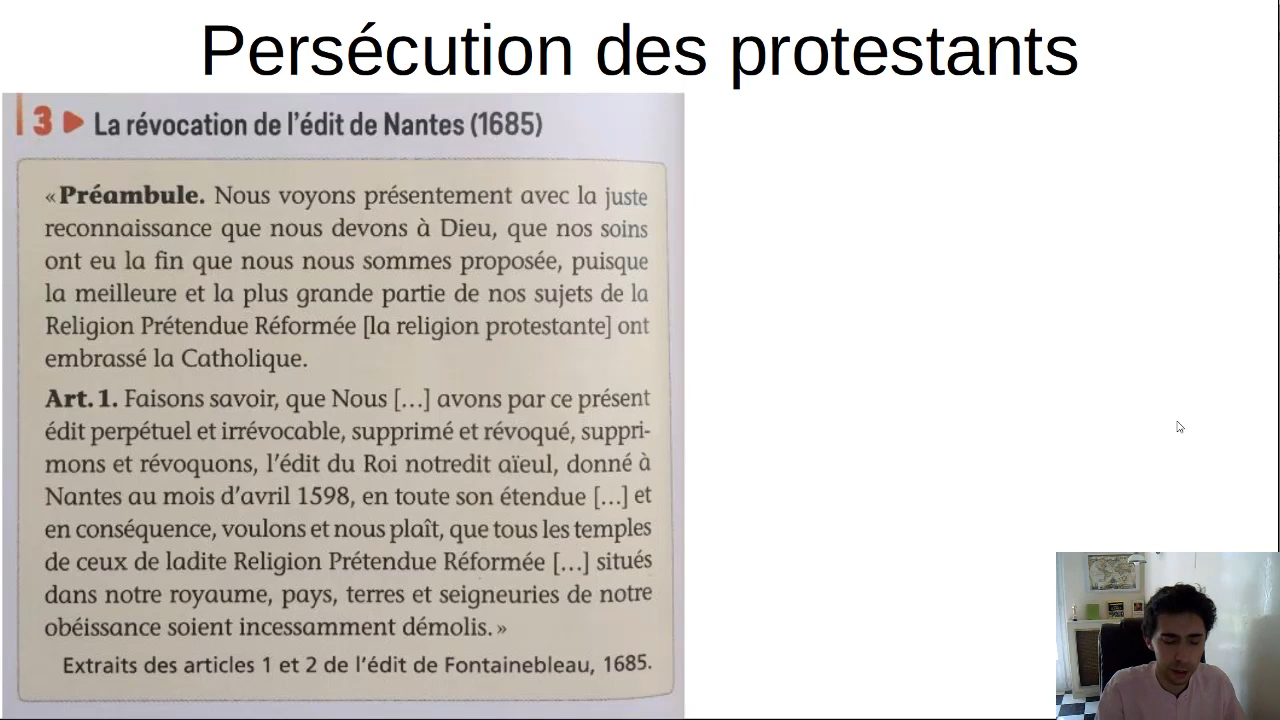 Persécution des protestants
3 ▶ La révocation de l'édit de Nantes (1685)
« Préambule. Nous voyons présentement avec la juste
reconnaissance que nous devons à Dieu, que nos soins
ont eu la fin que nous nous sommes proposée, puisque
la meilleure et la plus grande partie de nos sujets de la
Religion Prétendue Réformée [la religion protestante] ont
embrassé la Catholique.
Art. 1. Faisons savoir, que Nous [...] avons par ce présent
édit perpétuel et irrévocable, supprimé et révoqué, suppri-
mons et révoquons, l'édit du Roi notredit aïeul, donné à
Nantes au mois d'avril 1598, en toute son étendue [...] et
en conséquence, voulons et nous plaît, que tous les temples
de ceux de ladite Religion Prétendue Réformée [...] situés
dans notre royaume, pays, terres et seigneuries de notre
obéissance soient incessamment démolis. »
Extraits des articles 1 et 2 de l'édit de Fontainebleau, 1685.